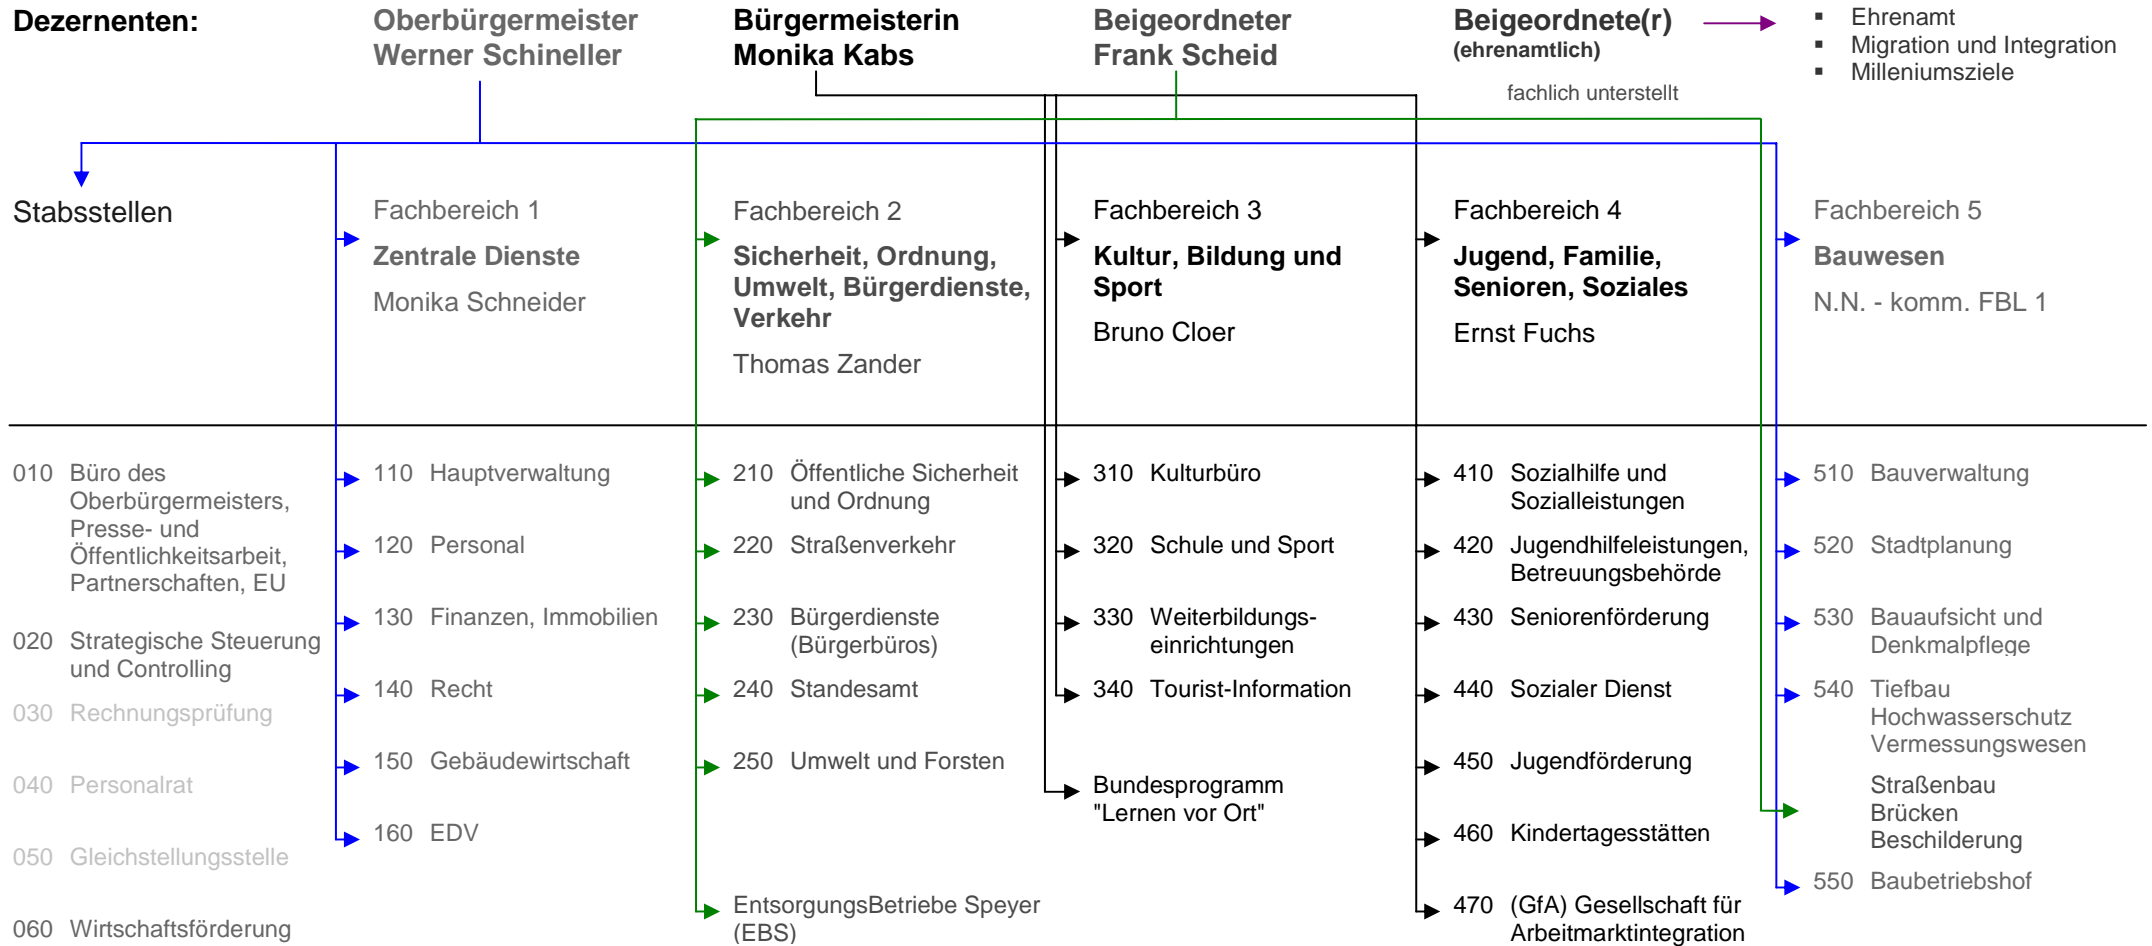 Dezernenten:
Oberbürgermeister
Werner Schineller
Bürgermeisterin
Monika Kabs
Beigeordneter
Frank Scheid
Beigeordnete(r)
(ehrenamtlich)
fachlich unterstellt
▪ Ehrenamt
▪ Migration und Integration
▪ Milleniumsziele
Stabsstellen
Fachbereich 1
Zentrale Dienste
Monika Schneider
Fachbereich 2
Sicherheit, Ordnung,
Umwelt, Bürgerdienste,
Verkehr
Thomas Zander
Fachbereich 3
Kultur, Bildung und
Sport
Bruno Cloer
Fachbereich 4
Jugend, Familie,
Senioren, Soziales
Ernst Fuchs
Fachbereich 5
Bauwesen
N.N. - komm. FBL 1
010 Büro des
Oberbürgermeisters,
Presse- und
Öffentlichkeitsarbeit,
Partnerschaften, EU
020 Strategische Steuerung
und Controlling
030 Rechnungsprüfung
040 Personalrat
050 Gleichstellungsstelle
060 Wirtschaftsförderung
110 Hauptverwaltung
120 Personal
130 Finanzen, Immobilien
140 Recht
150 Gebäudewirtschaft
160 EDV
210 Öffentliche Sicherheit
und Ordnung
220 Straßenverkehr
230 Bürgerdienste
(Bürgerbüros)
240 Standesamt
250 Umwelt und Forsten
EntsorgungsBetriebe Speyer
(EBS)
310 Kulturbüro
320 Schule und Sport
330 Weiterbildungs-
einrichtungen
340 Tourist-Information
Bundesprogramm
"Lernen vor Ort"
410 Sozialhilfe und
Sozialleistungen
420 Jugendhilfeleistungen,
Betreuungsbehörde
430 Seniorenförderung
440 Sozialer Dienst
450 Jugendförderung
460 Kindertagesstätten
470 (GfA) Gesellschaft für
Arbeitmarktintegration
510 Bauverwaltung
520 Stadtplanung
530 Bauaufsicht und
Denkmalpflege
540 Tiefbau
Hochwasserschutz
Vermessungswesen
Straßenbau
Brücken
Beschilderung
550 Baubetriebshof